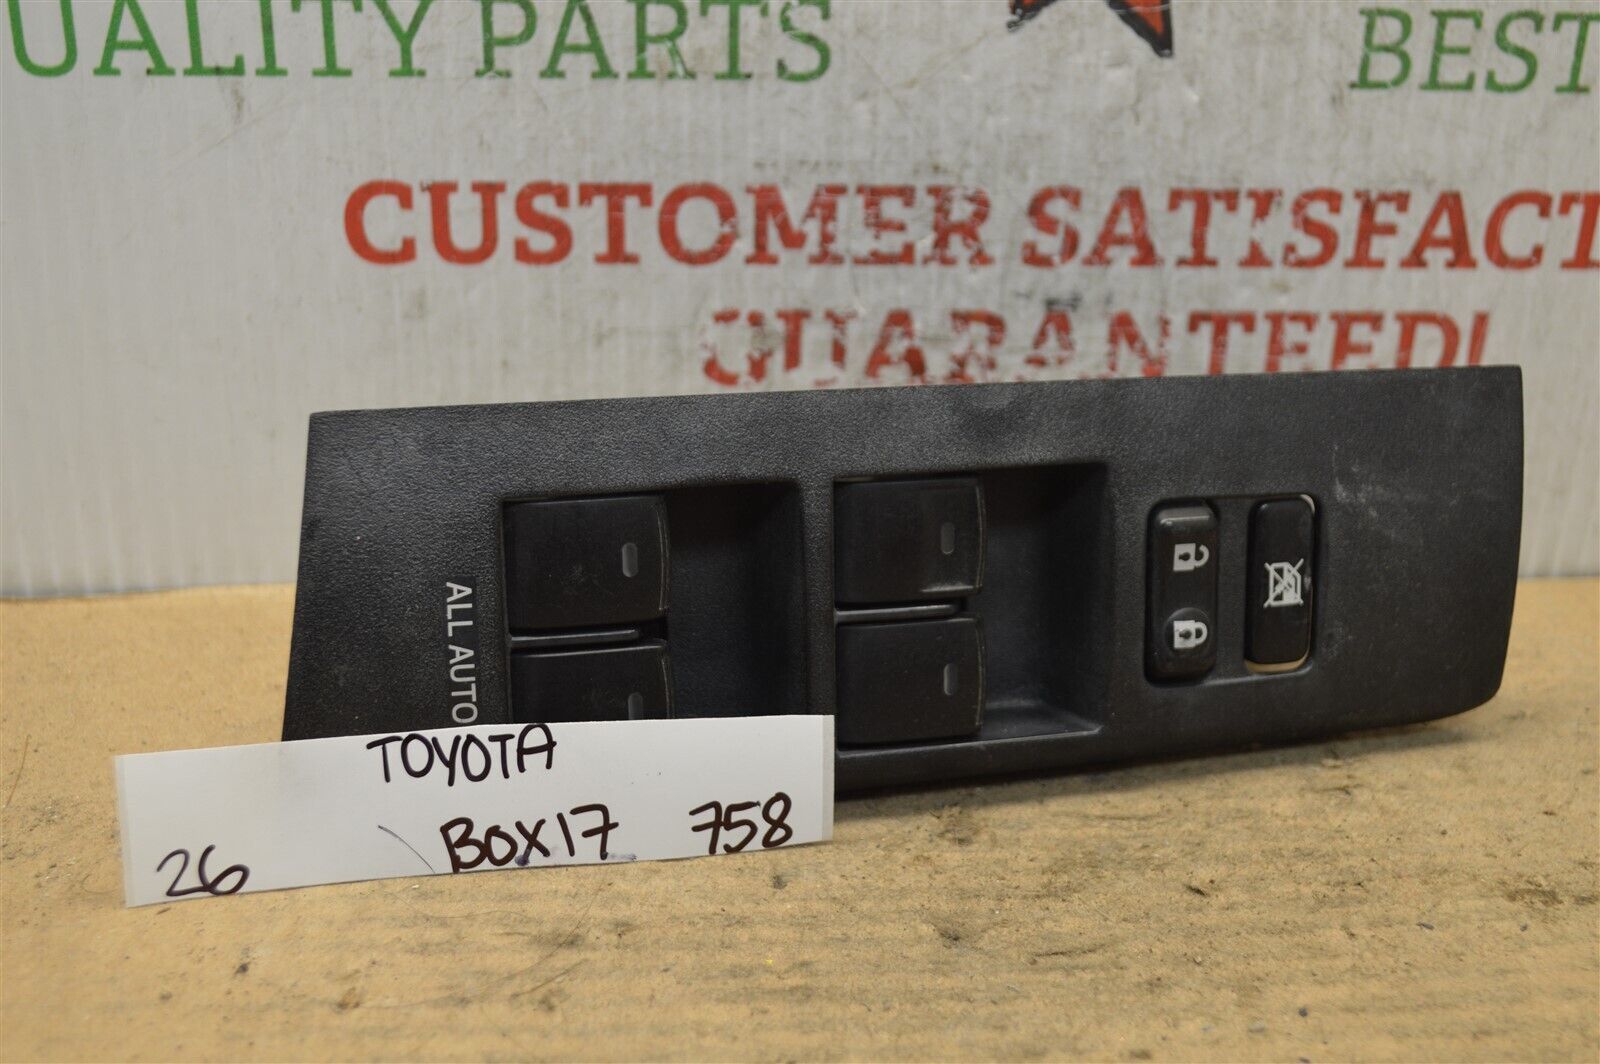 UALITY PARTS
BEST
CUSTOMER SATISFACT
GUARANTEED!
ALL AUTO
TOYOTA
26 BOX17 758